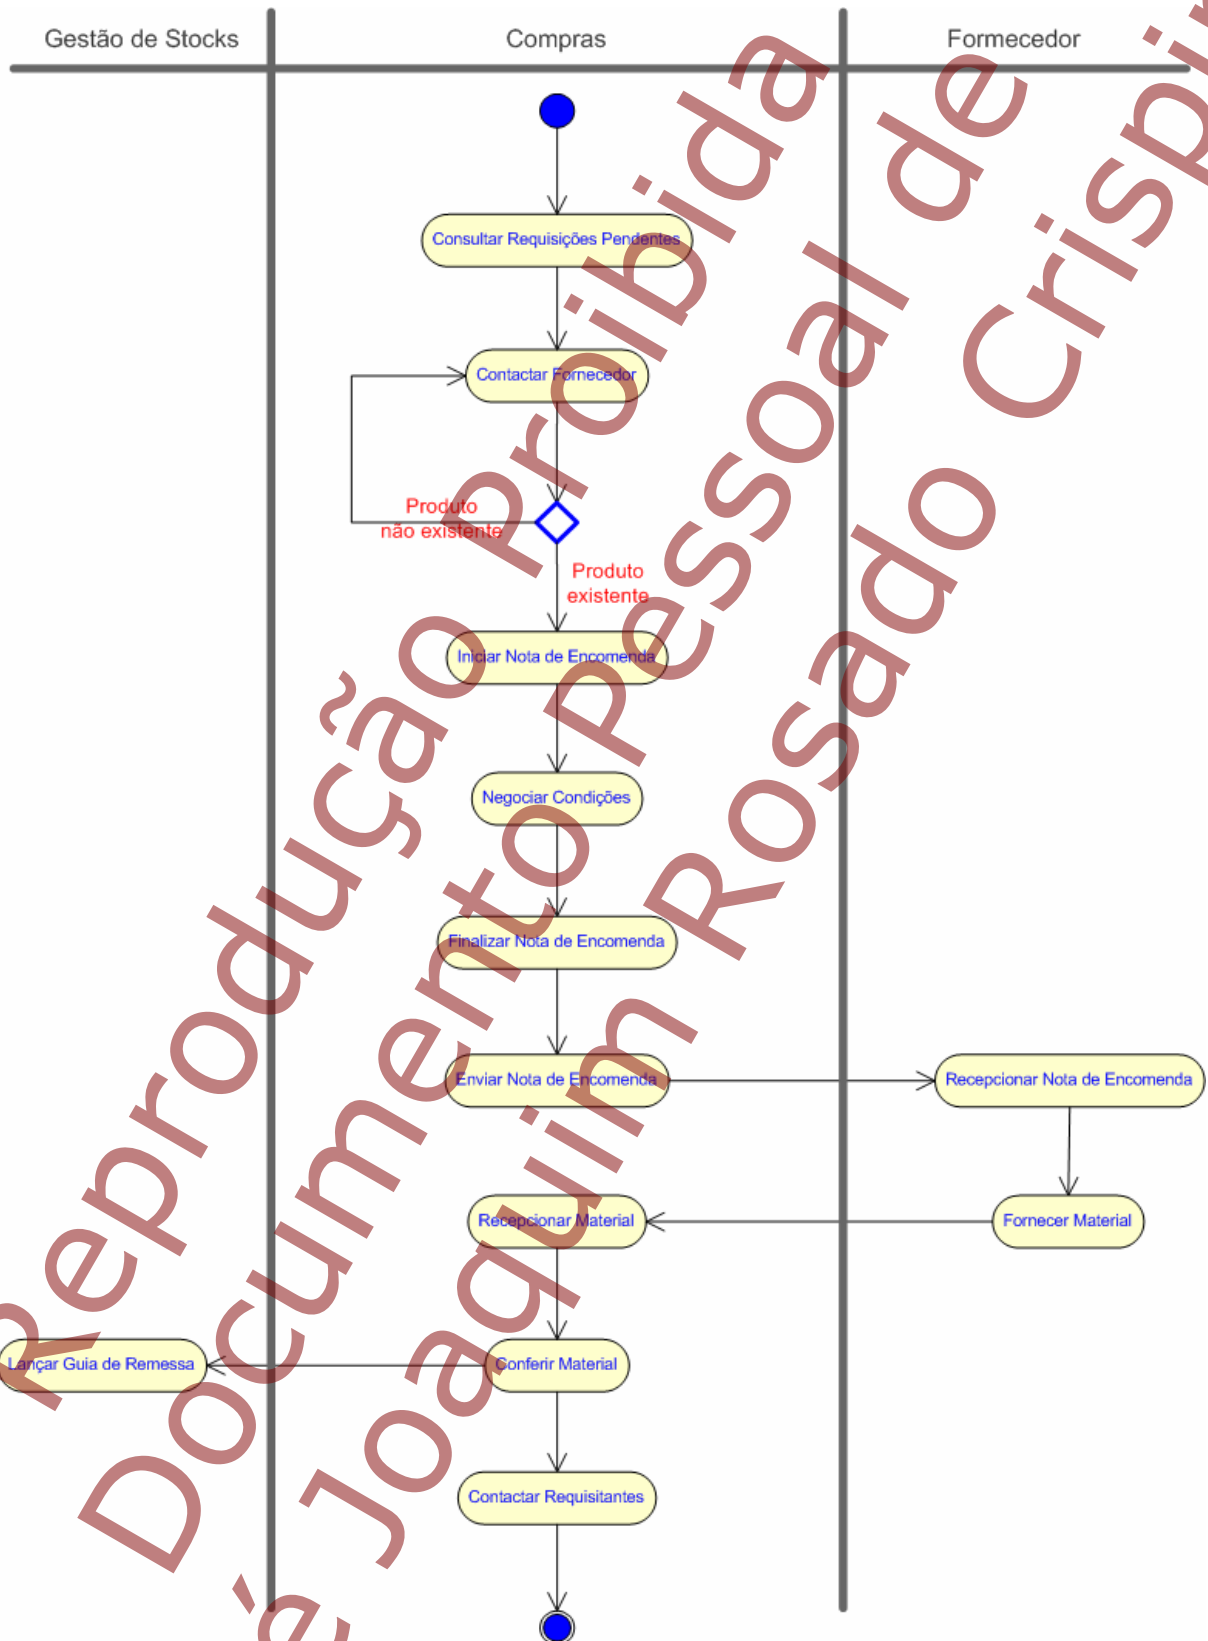 Gestão de Stocks
Compras
Formecedor
Consultar Requisições Pendentes
Contactar Fornecedor
Produto
não existente
Produto
existente
Iniciar Nota de Encomenda
Negociar Condições
Finalizar Nota de Encomenda
Enviar Nota de Encomenda
Recepcionar Nota de Encomenda
Recepcionar Material
Fornecer Material
Lançar Guia de Remessa
Conferir Material
Contactar Requisitantes
Reprodução Proibida
Documento Pessoal de
é Joaquim Rosado Crispi